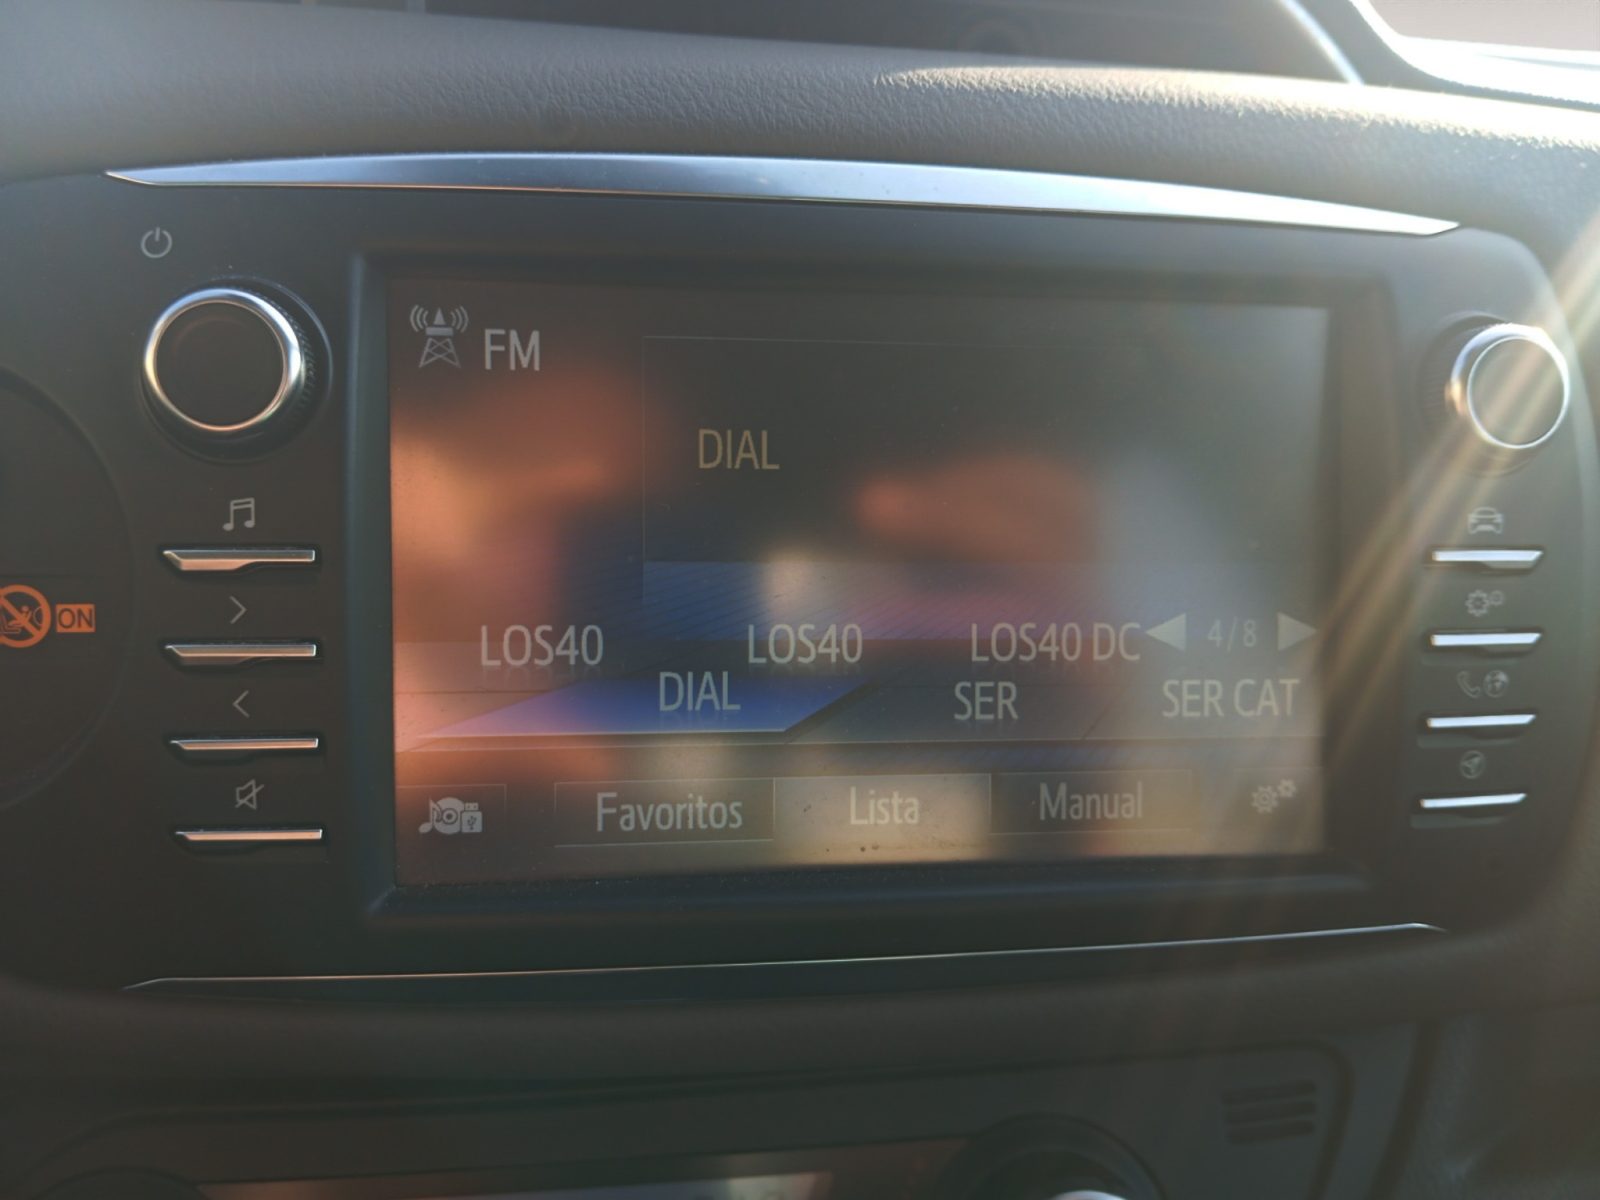 FM
DIAL
LOS40 LOS40 LOS40 DC 4/8
DIAL SER SER CAT
Favoritos Lista Manual
ON